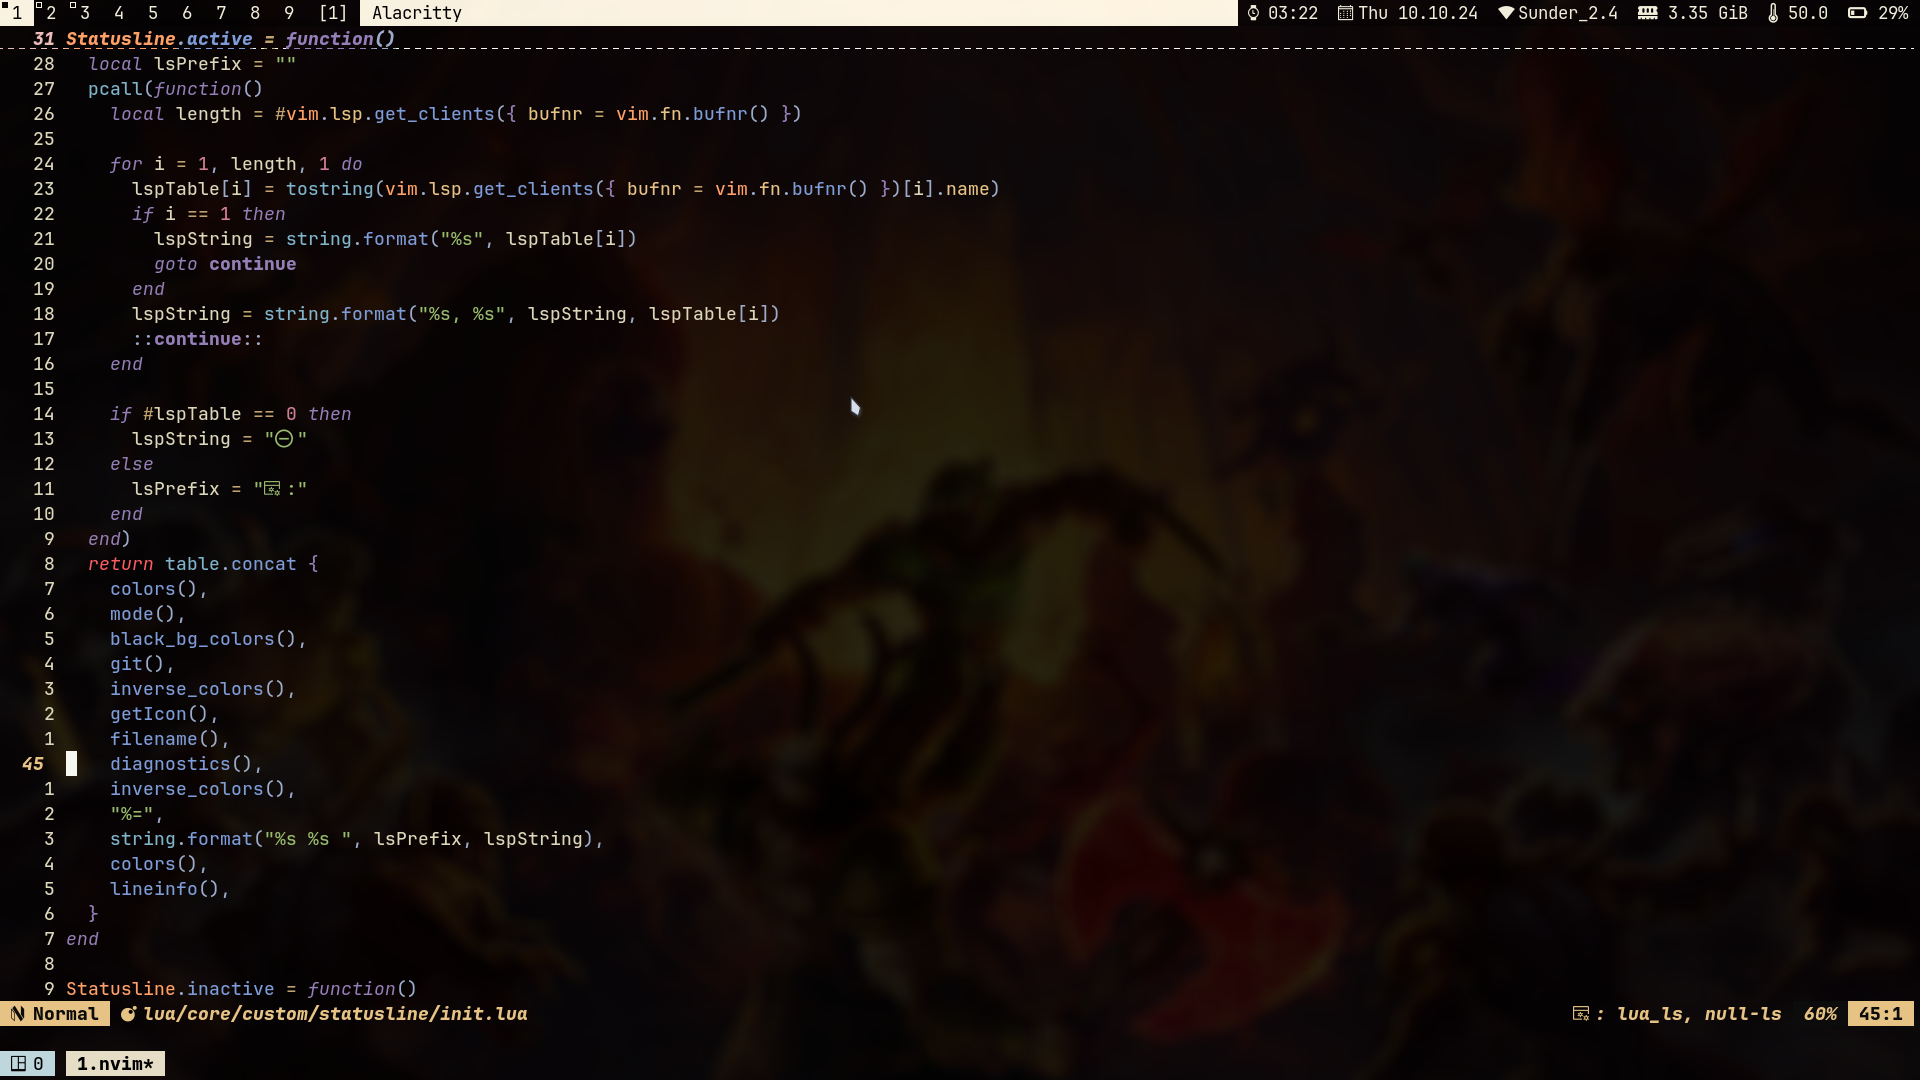 1 2 3 4 5 6 7 8 9 [1] Alacritty 03:22 Thu 10.10.24 Sunder_2.4 3.35 GiB 50.0 29%
31 Statusline.active = function()
28   local lsPrefix = ""
27   pcall(function()
26     local length = #vim.lsp.get_clients({ bufnr = vim.fn.bufnr() })
25
24     for i = 1, length, 1 do
23       lspTable[i] = tostring(vim.lsp.get_clients({ bufnr = vim.fn.bufnr() })[i].name)
22       if i == 1 then
21         lspString = string.format("%s", lspTable[i])
20         goto continue
19       end
18       lspString = string.format("%s, %s", lspString, lspTable[i])
17       ::continue::
16     end
15
14     if #lspTable == 0 then
13       lspString = "⊖ "
12     else
11       lsPrefix = " :"
10     end
9   end)
8   return table.concat {
7     colors(),
6     mode(),
5     black_bg_colors(),
4     git(),
3     inverse_colors(),
2     getIcon(),
1     filename(),
45     diagnostics(),
1     inverse_colors(),
2     "%=",
3     string.format("%s %s ", lsPrefix, lspString),
4     colors(),
5     lineinfo(),
6   }
7 end
8
9 Statusline.inactive = function()
Normal lua/core/custom/statusline/init.lua : lua_ls, null-ls 60% 45:1
0 1.nvim*